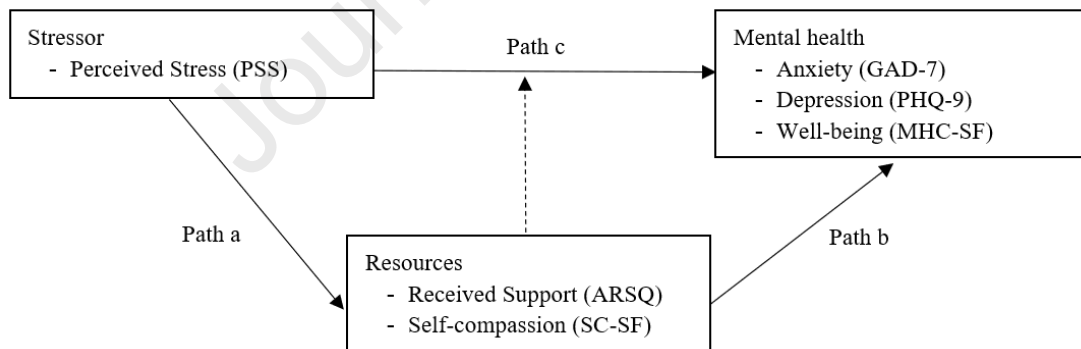 Stressor
- Perceived Stress (PSS)
Path c
Mental health
- Anxiety (GAD-7)
- Depression (PHQ-9)
- Well-being (MHC-SF)
Path a
Resources
- Received Support (ARSQ)
- Self-compassion (SC-SF)
Path b